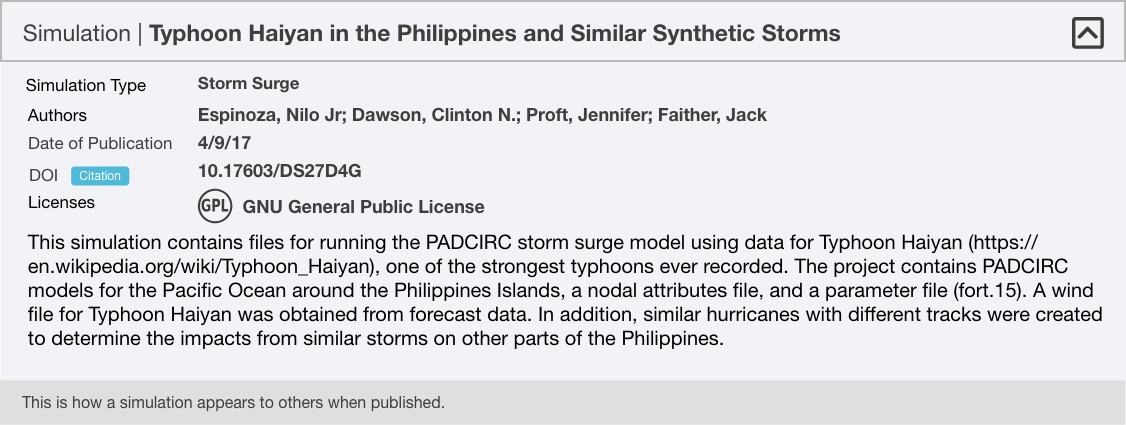 Simulation | Typhoon Haiyan in the Philippines and Similar Synthetic Storms
Simulation Type Storm Surge
Authors Espinoza, Nilo Jr; Dawson, Clinton N.; Proft, Jennifer; Faither, Jack
Date of Publication 4/9/17
DOI Citation 10.17603/DS27D4G
Licenses GPL GNU General Public License
This simulation contains files for running the PADCIRC storm surge model using data for Typhoon Haiyan (https://
en.wikipedia.org/wiki/Typhoon_Haiyan), one of the strongest typhoons ever recorded. The project contains PADCIRC
models for the Pacific Ocean around the Philippines Islands, a nodal attributes file, and a parameter file (fort.15). A wind
file for Typhoon Haiyan was obtained from forecast data. In addition, similar hurricanes with different tracks were created
to determine the impacts from similar storms on other parts of the Philippines.
This is how a simulation appears to others when published.